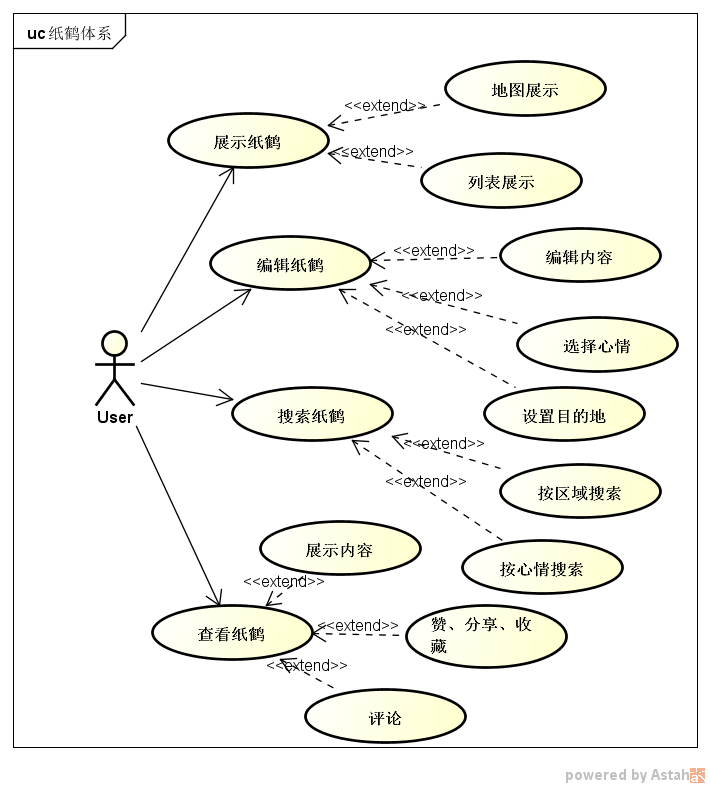 uc 纸鹤体系
地图展示
<<extend>>
展示纸鹤
<<extend>>
列表展示
编辑纸鹤
<<extend>>
编辑内容
<<extend>>
<<extend>>
选择心情
User
搜索纸鹤
设置目的地
<<extend>>
<<extend>>
按区域搜索
展示内容
按心情搜索
<<extend>>
查看纸鹤
<<extend>>
赞、分享、收
藏
<<extend>>
评论
powered by Astah